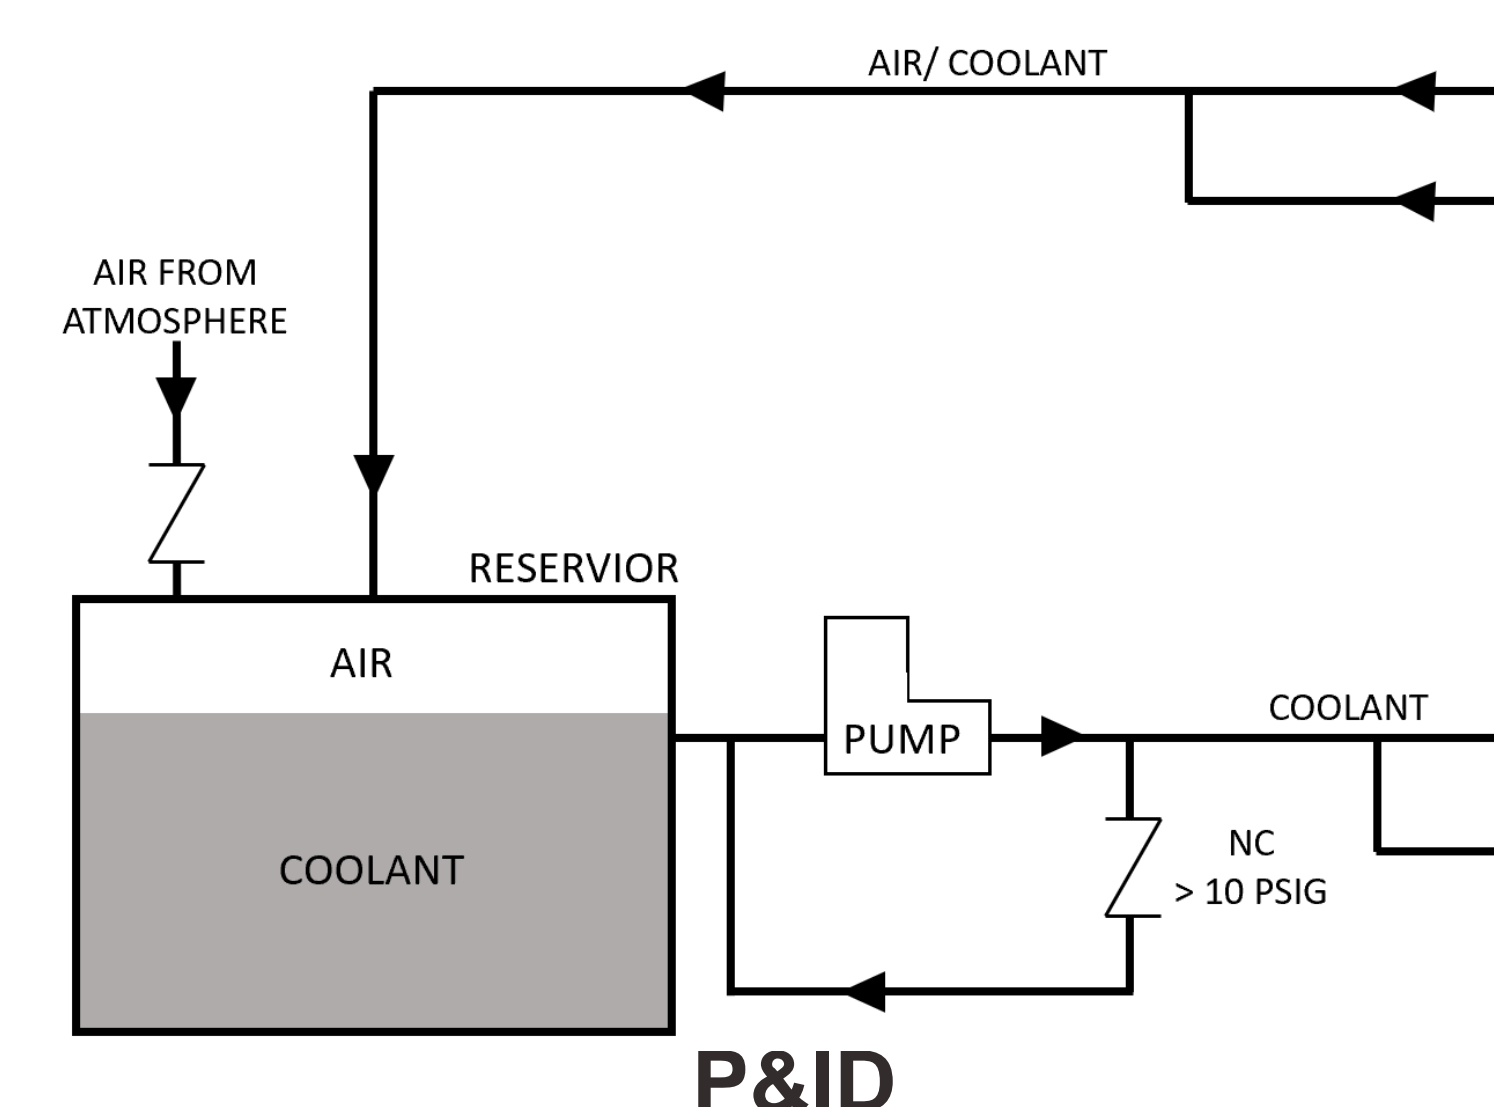 AIR/ COOLANT
AIR FROM
ATMOSPHERE
RESERVIOR
AIR
PUMP
COOLANT
COOLANT
NC
> 10 PSIG
P&ID